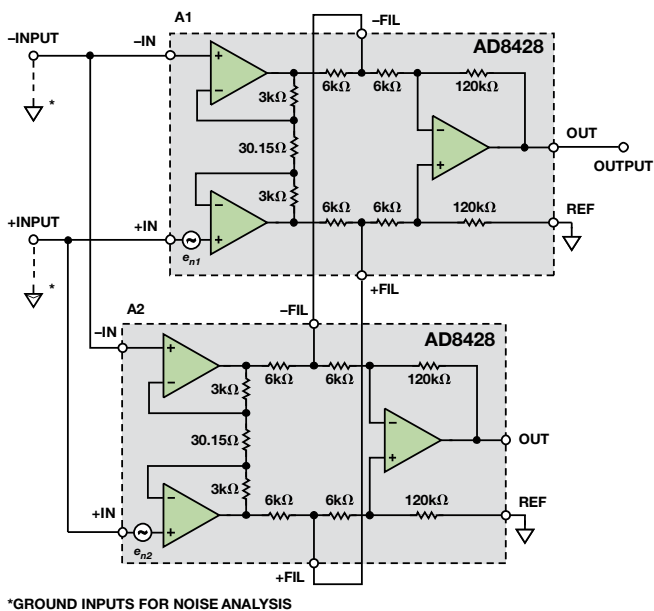 A1
–FIL
–INPUT
–IN
AD8428
*
3kΩ
6kΩ
6kΩ
120kΩ
30.15Ω
OUT
OUTPUT
3kΩ
+INPUT
+IN
6kΩ
6kΩ
120kΩ
REF
en1
*
+FIL
A2
–FIL
–IN
AD8428
3kΩ
6kΩ
6kΩ
120kΩ
30.15Ω
OUT
3kΩ
+IN
6kΩ
6kΩ
120kΩ
REF
en2
+FIL
*GROUND INPUTS FOR NOISE ANALYSIS